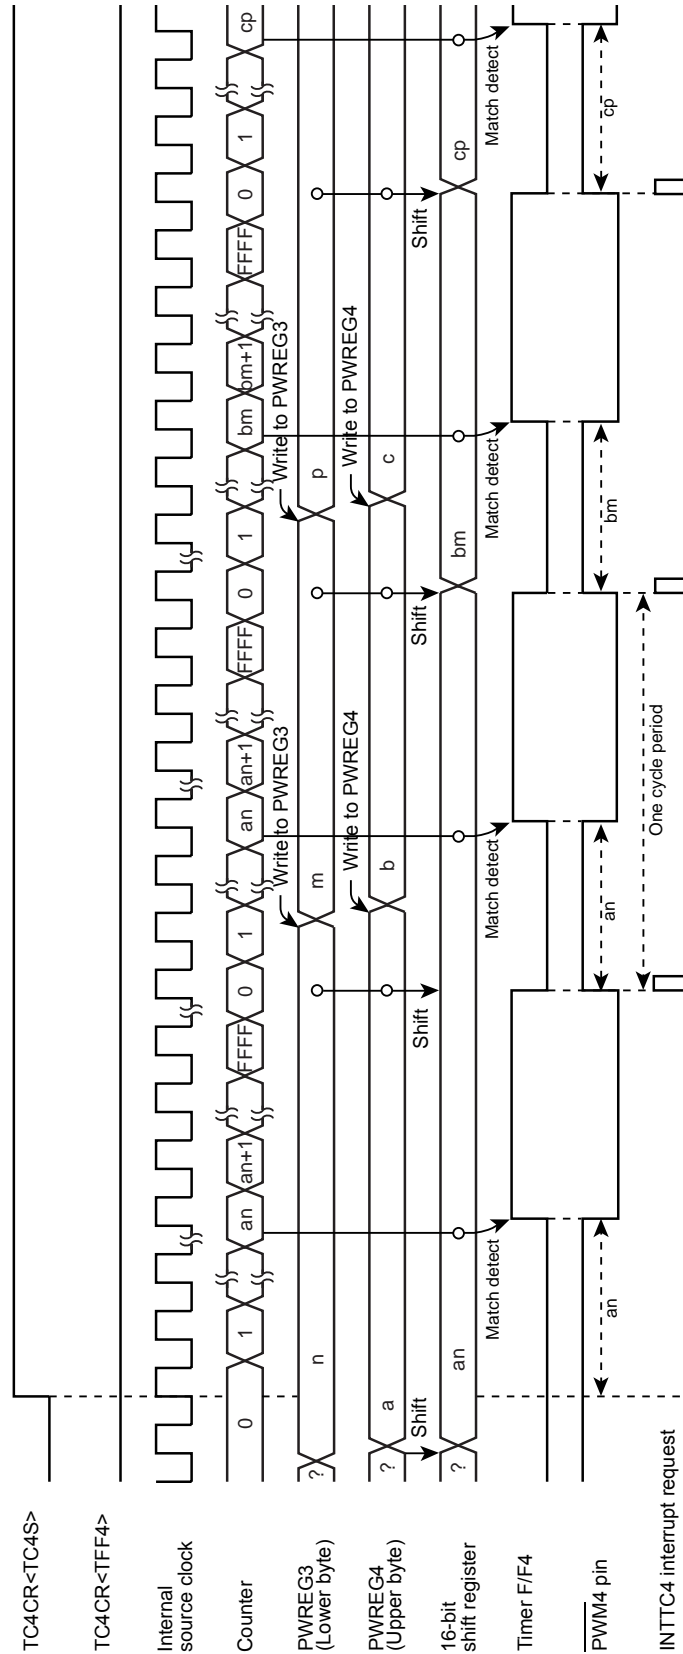 TC4CR<TC4S>
TC4CR<TFF4>
Internal
source clock
Counter
0
1
an
an+1
FFFF
0
1
an
an+1
FFFF
0
1
bm
bm+1
FFFF
0
1
cp
Write to PWREG3
Write to PWREG3
PWREG3
(Lower byte)
?
n
m
p
Write to PWREG4
Write to PWREG4
PWREG4
(Upper byte)
?
a
b
c
Shift
Shift
Shift
Shift
16-bit
shift register
?
an
bm
cp
Match detect
Match detect
Match detect
Match detect
Timer F/F4
PWM4 pin
an
an
bm
cp
One cycle period
INTTC4 interrupt request